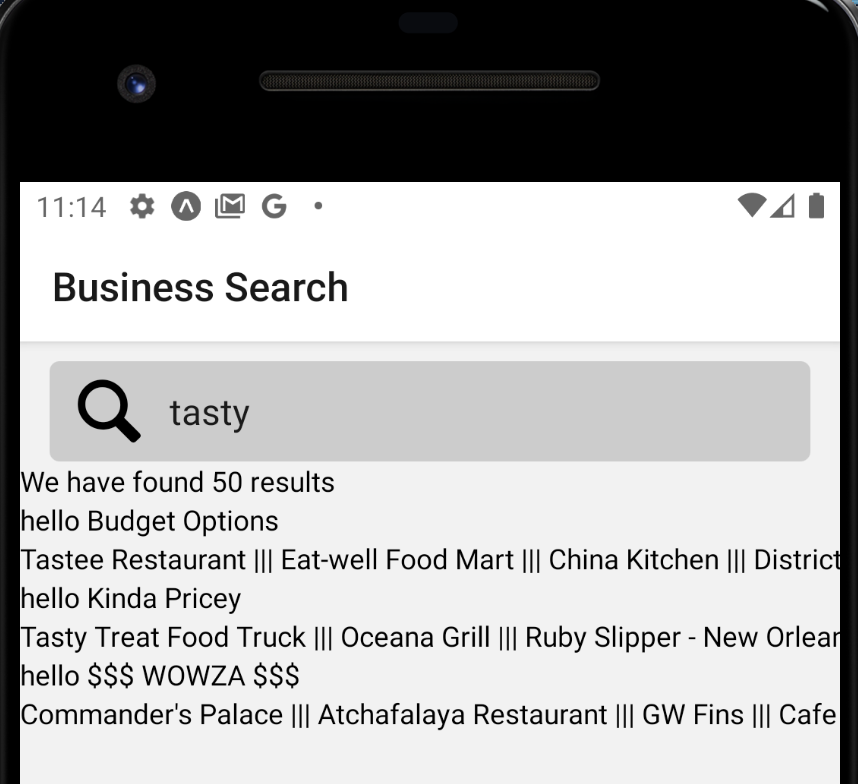 11:14
Business Search
tasty
We have found 50 results
hello Budget Options
Tastee Restaurant ||| Eat-well Food Mart ||| China Kitchen ||| District
hello Kinda Pricey
Tasty Treat Food Truck ||| Oceana Grill ||| Ruby Slipper - New Orlean
hello $$$ WOWZA $$$
Commander's Palace ||| Atchafalaya Restaurant ||| GW Fins ||| Cafe